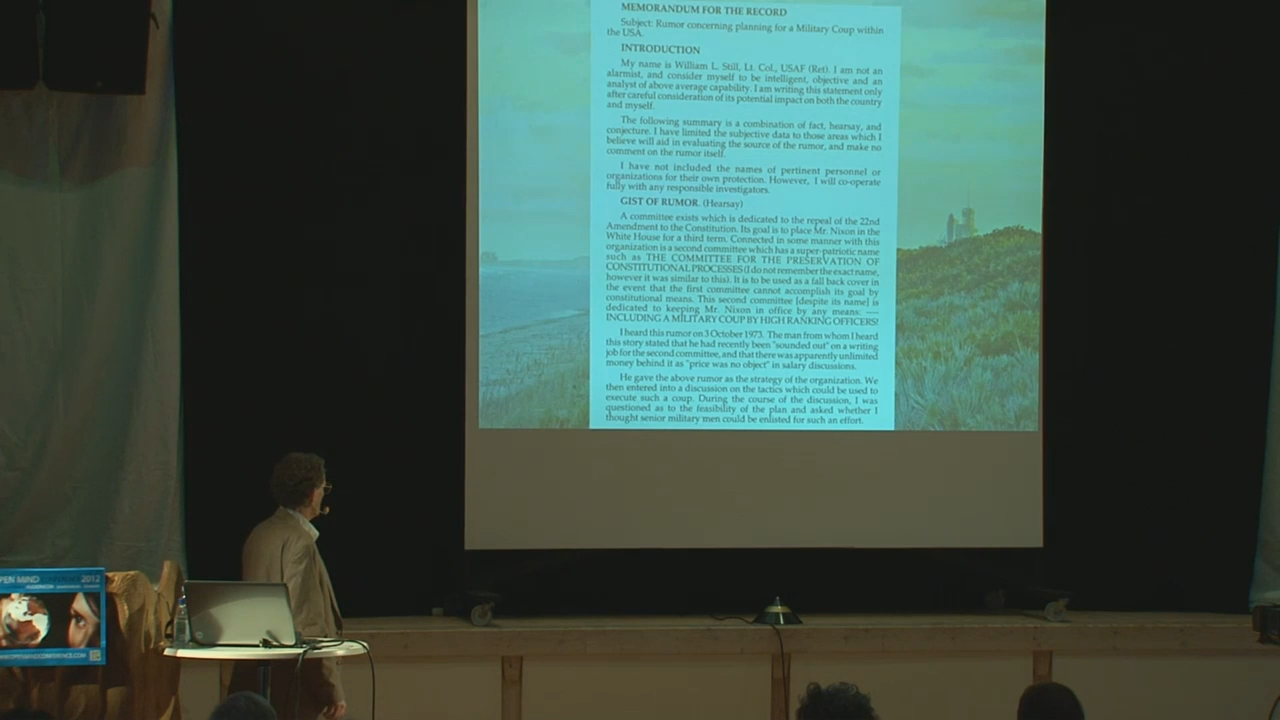 MEMORANDUM FOR THE RECORD
Subject: Rumor concerning planning for a Military Coup within
the USA.
INTRODUCTION
My name is William L. Still, Lt. Col., USAF (Ret). I am not an
alarmist, and consider myself to be intelligent, objective and an
analyst of above average capability. I am writing this statement only
after careful consideration of its potential impact on both the country
and myself.
The following summary is a combination of fact, hearsay, and
conjecture. I have limited the subjective data to those areas which I
believe will aid in evaluating the source of the rumor, and make no
comment on the rumor itself.
I have not included the names of pertinent personnel or
organizations for their own protection. However, I will co-operate
fully with any responsible investigators.
GIST OF RUMOR. (Hearsay)
A committee exists which is dedicated to the repeal of the 22nd
Amendment to the Constitution. Its goal is to place Mr. Nixon in the
White House for a third term. Connected in some manner with this
organization is a second committee which has a super-patriotic name
such as THE COMMITTEE FOR THE PRESERVATION OF
CONSTITUTIONAL PROCESSES (I do not remember the exact name,
however it was similar to this). It is to be used as a fall back cover in
the event that the first committee cannot accomplish its goal by
constitutional means. This second committee [despite its name] is
dedicated to keeping Mr. Nixon in office by any means: ----
INCLUDING A MILITARY COUP BY HIGH RANKING OFFICERS!
I heard this rumor on 3 October 1973. The man from whom I heard
this story stated that he had recently been "sounded out" on a writing
job for the second committee, and that there was apparently unlimited
money behind it as "price was no object" in salary discussions.
He gave the above rumor as the strategy of the organization. We
then entered into a discussion on the tactics which could be used to
execute such a coup. During the course of the discussion, I was
questioned as to the feasibility of the plan and asked whether I
thought senior military men could be enlisted for such an effort.
PEN MIND CONFERENCE 2012